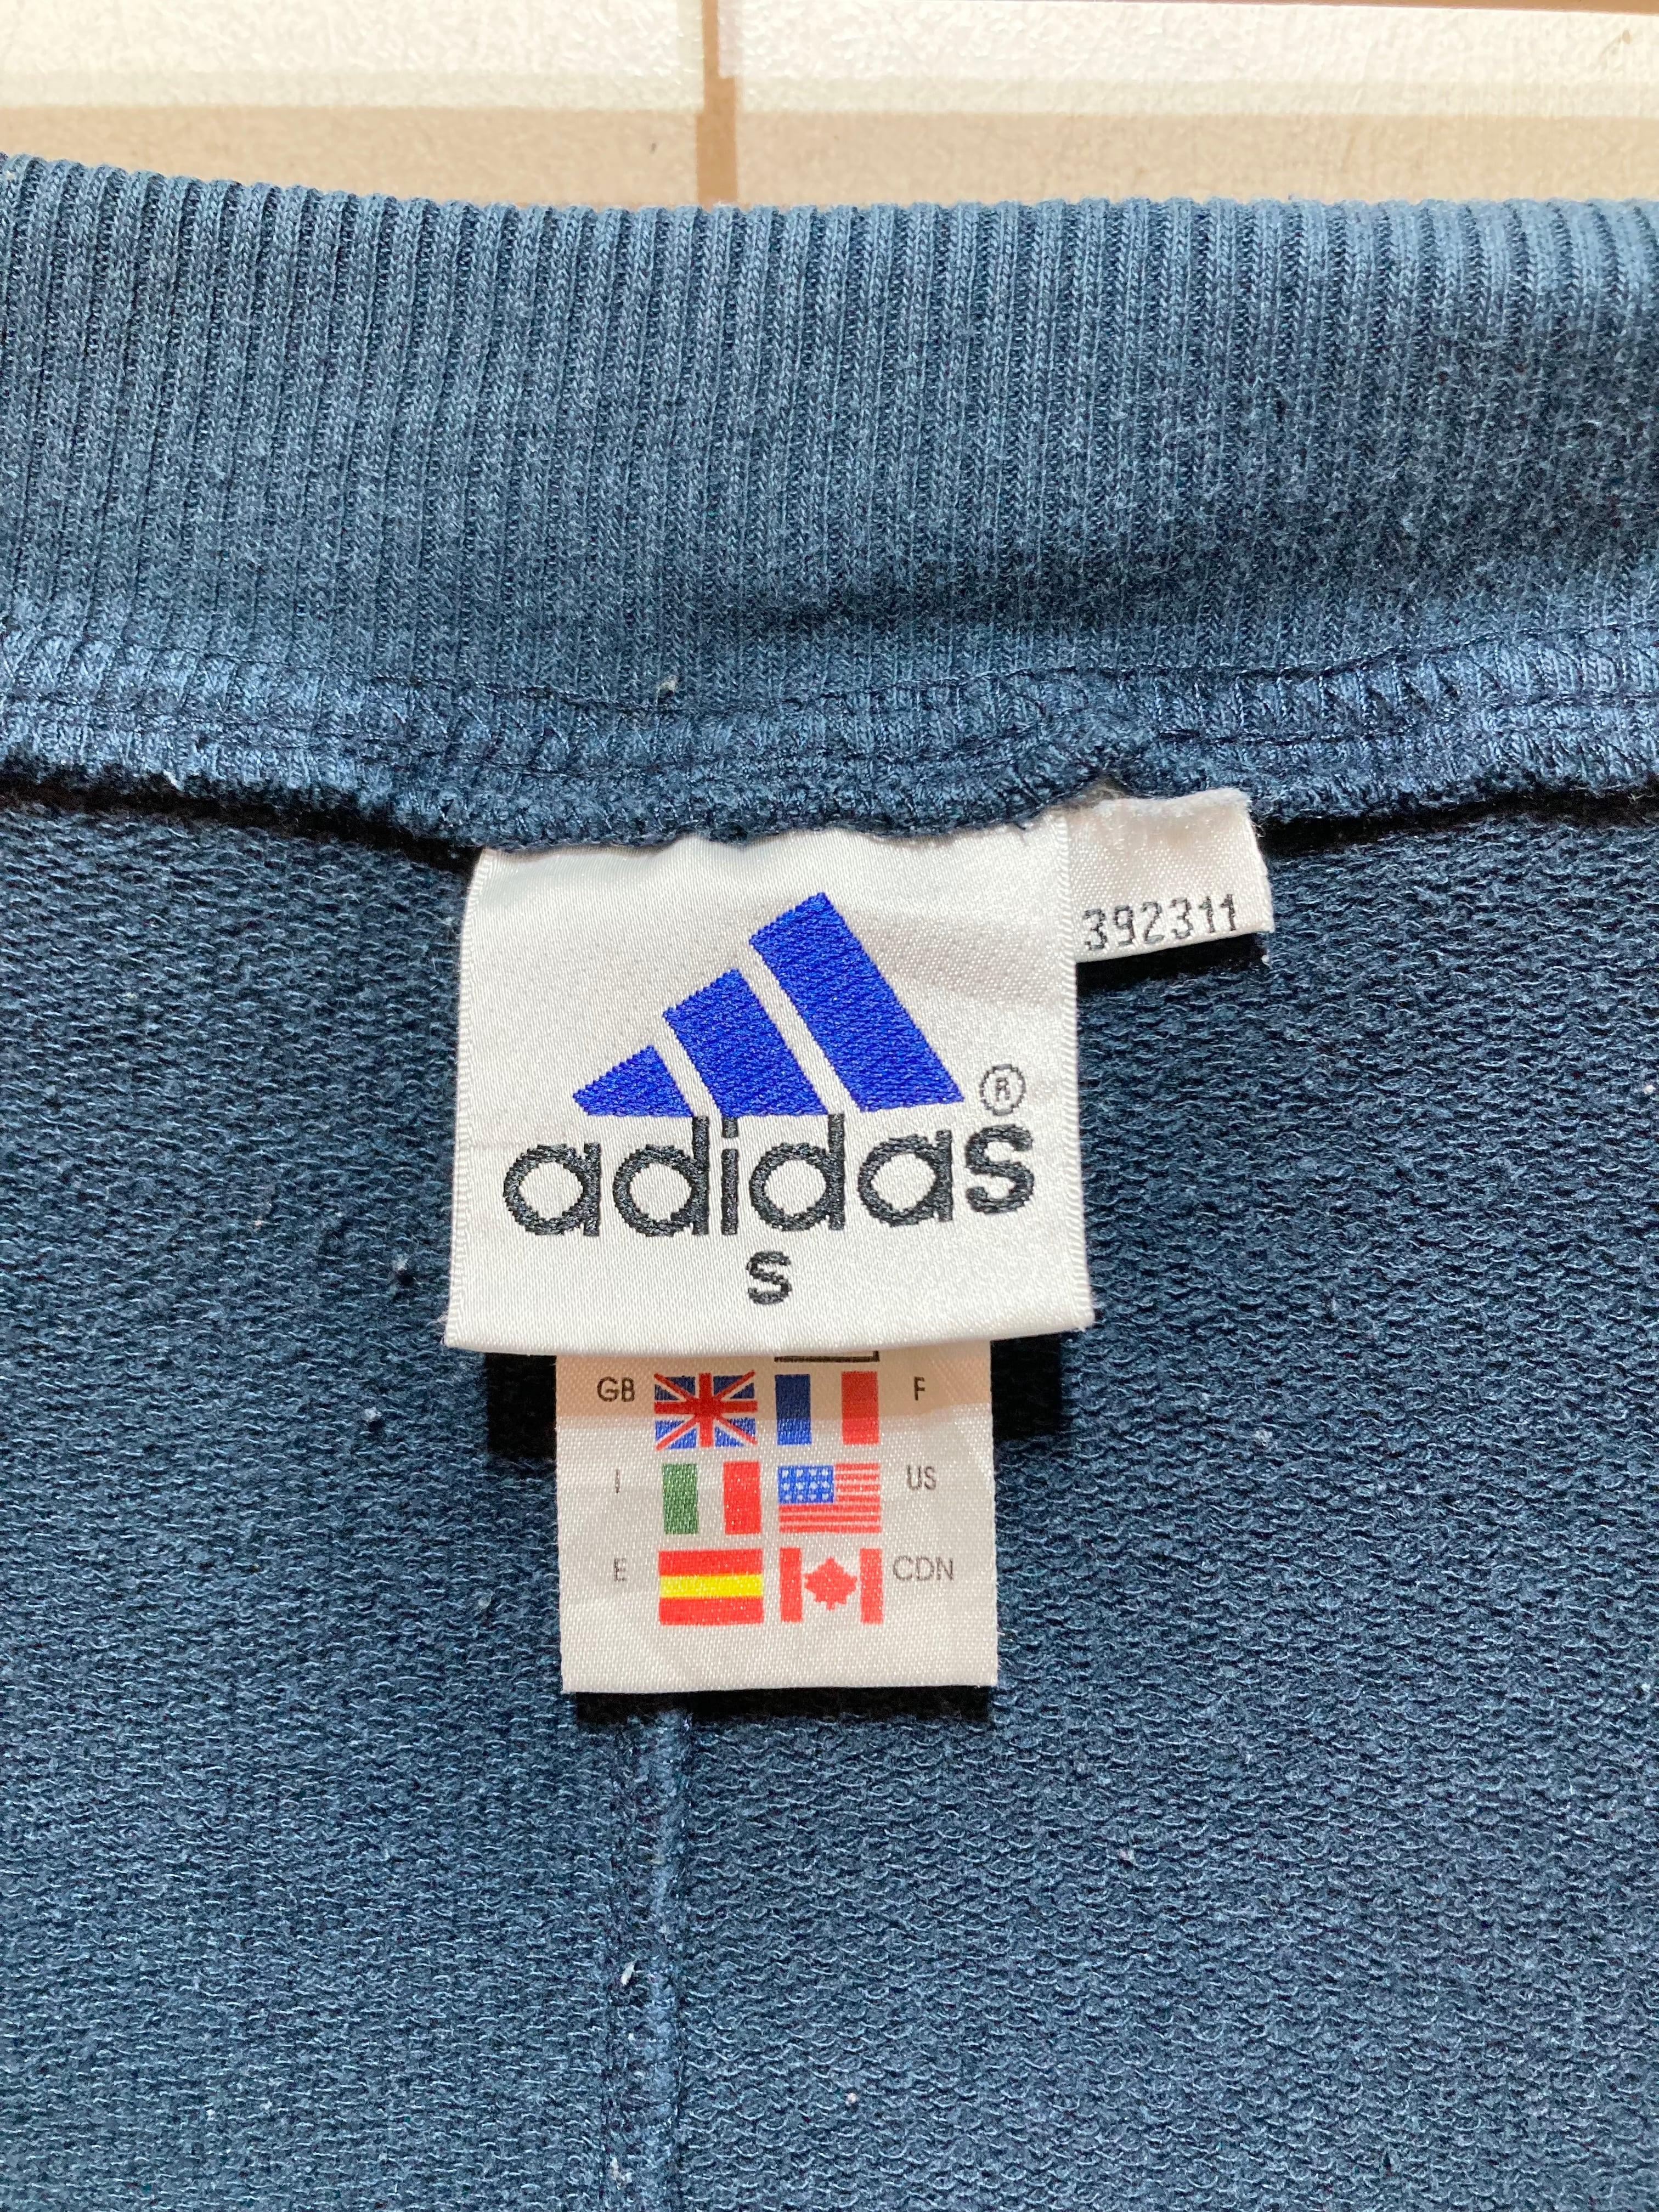 392311
®
adidas
S
GB F
I US
E CDN